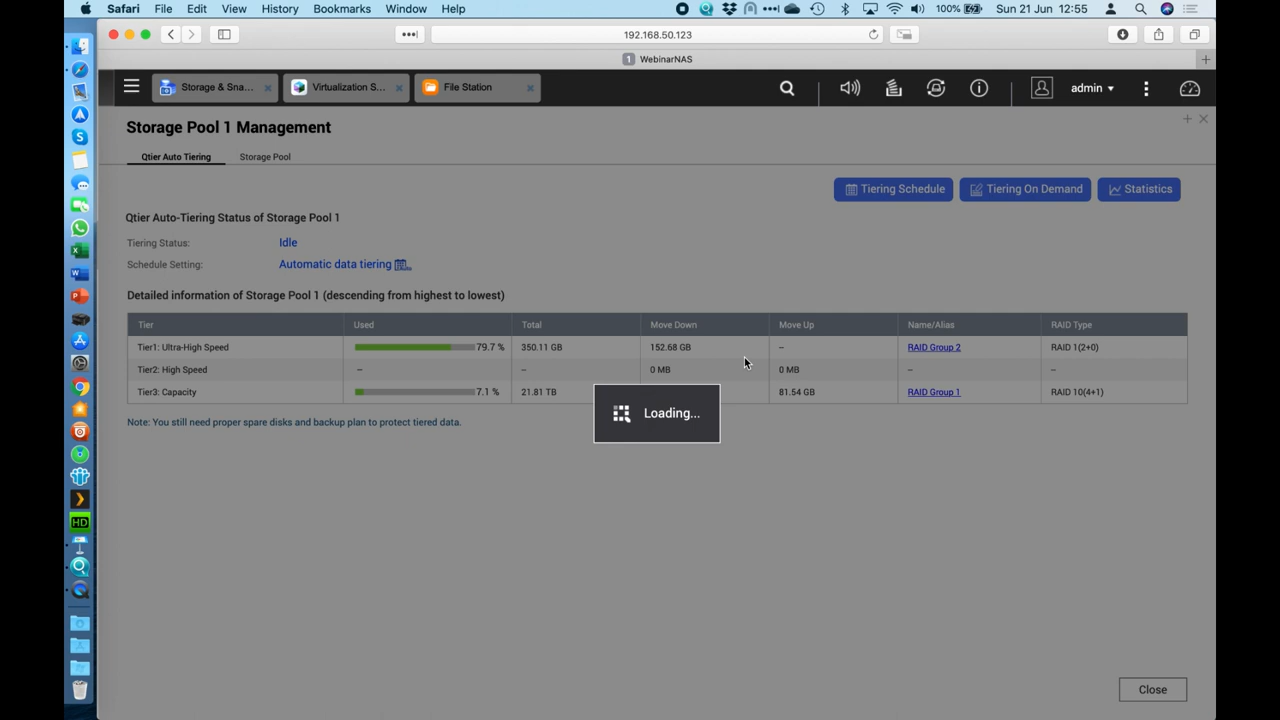 Safari File Edit View History Bookmarks Window Help 100% Sun 21 Jun 12:55
192.168.50.123
1 WebinarNAS
Storage & Sna... Virtualization S... File Station admin
Storage Pool 1 Management
Qtier Auto Tiering Storage Pool
Tiering Schedule Tiering On Demand Statistics
Qtier Auto-Tiering Status of Storage Pool 1
Tiering Status: Idle
Schedule Setting: Automatic data tiering
Detailed information of Storage Pool 1 (descending from highest to lowest)
Tier Used Total Move Down Move Up Name/Alias RAID Type
Tier1: Ultra-High Speed 79.7 % 350.11 GB 152.68 GB – RAID Group 2 RAID 1(2+0)
Tier2: High Speed – – 0 MB 0 MB – –
Tier3: Capacity 7.1 % 21.81 TB 81.54 GB RAID Group 1 RAID 10(4+1)
Loading...
Note: You still need proper spare disks and backup plan to protect tiered data.
HD
Close